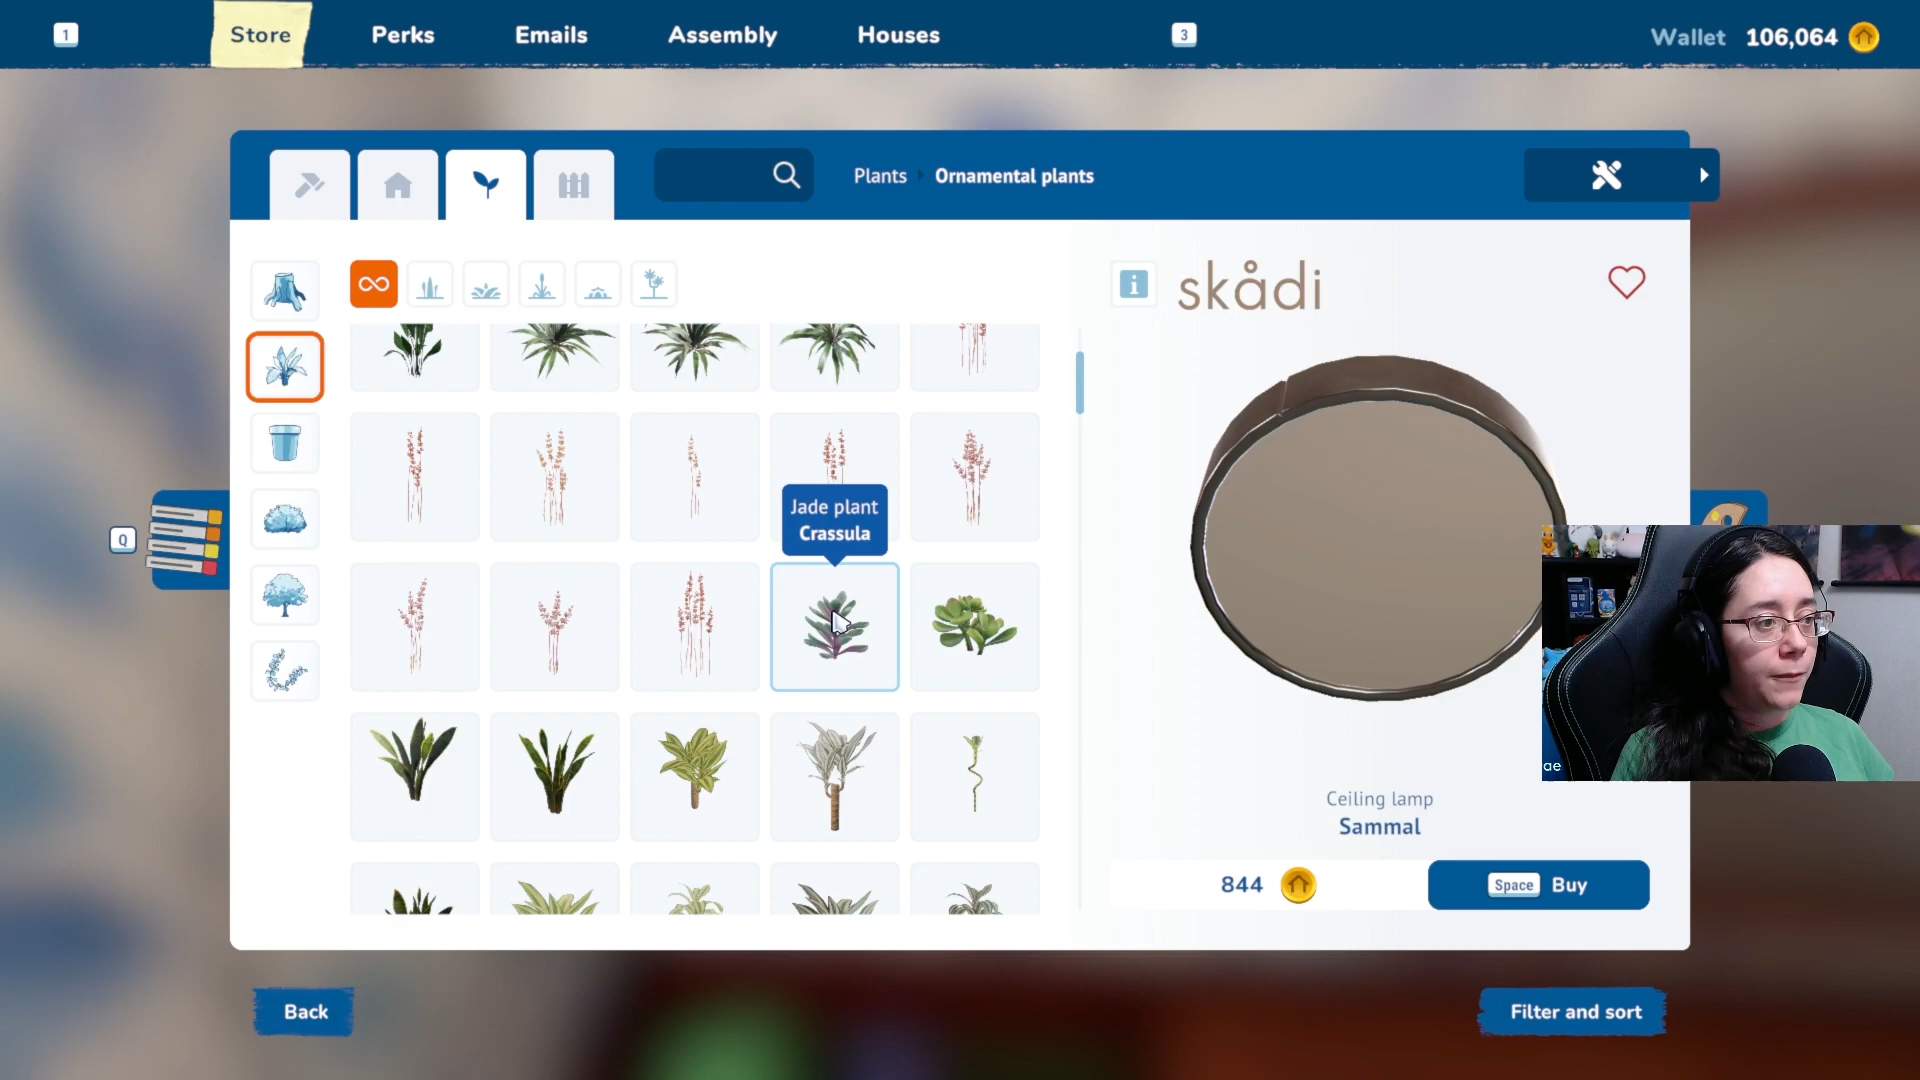 1
Store
Perks
Emails
Assembly
Houses
3
Wallet 106,064
Plants
Ornamental plants
skådi
Jade plant
Crassula
Q
Ceiling lamp
Sammal
844
Space Buy
ae
Back
Filter and sort